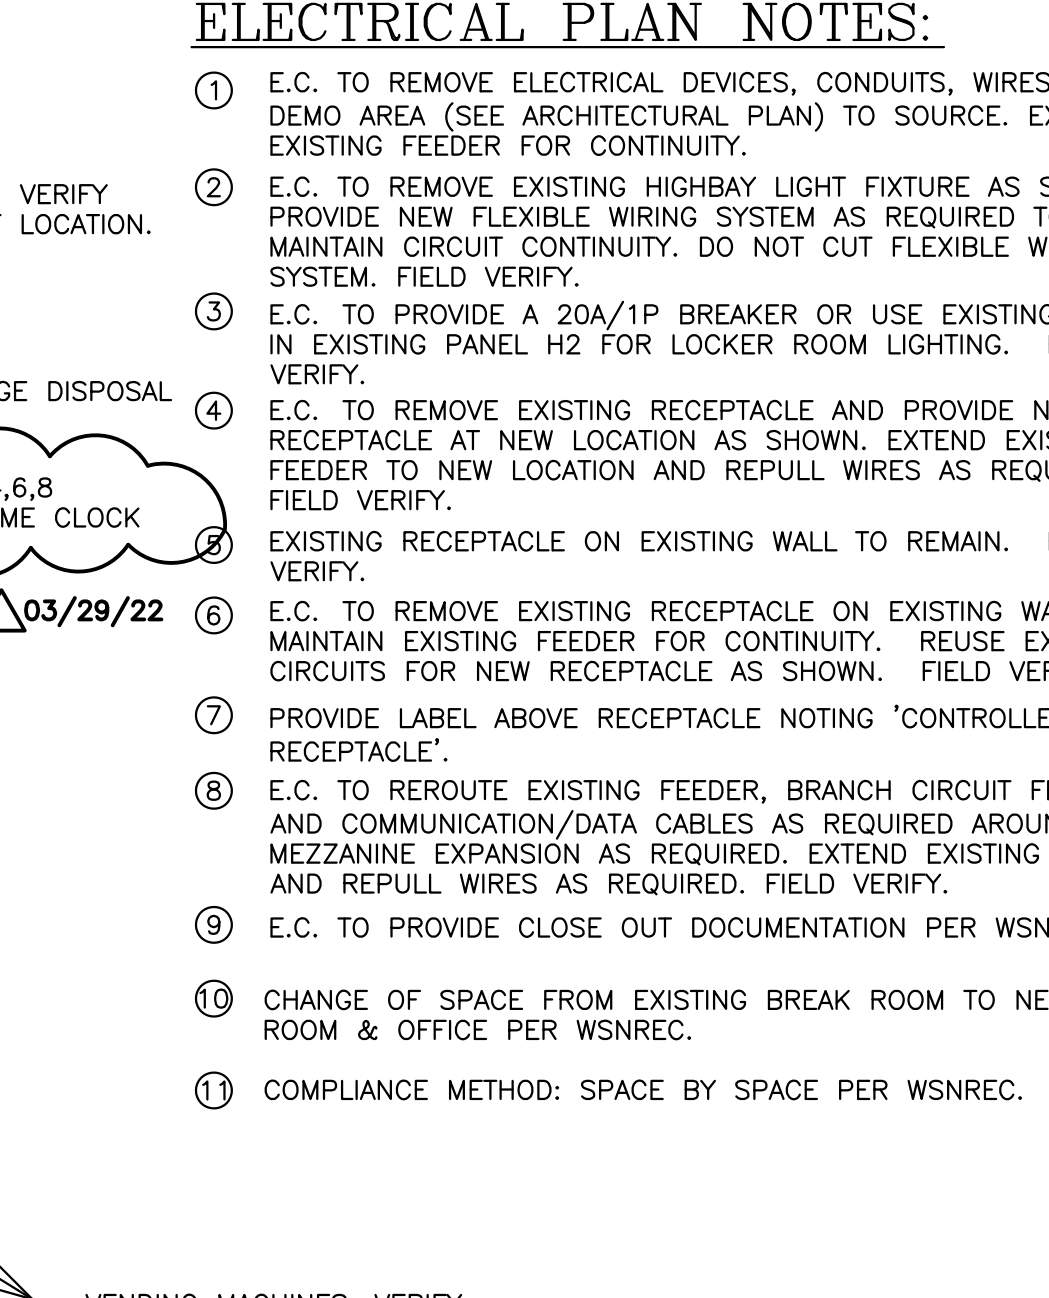 ELECTRICAL PLAN NOTES:
1 E.C. TO REMOVE ELECTRICAL DEVICES, CONDUITS, WIRES
DEMO AREA (SEE ARCHITECTURAL PLAN) TO SOURCE.
EXISTING FEEDER FOR CONTINUITY.
2 E.C. TO REMOVE EXISTING HIGHBAY LIGHT FIXTURE AS
PROVIDE NEW FLEXIBLE WIRING SYSTEM AS REQUIRED TO
MAINTAIN CIRCUIT CONTINUITY. DO NOT CUT FLEXIBLE
SYSTEM. FIELD VERIFY.
3 E.C. TO PROVIDE A 20A/1P BREAKER OR USE EXISTING
IN EXISTING PANEL H2 FOR LOCKER ROOM LIGHTING.
VERIFY.
4 E.C. TO REMOVE EXISTING RECEPTACLE AND PROVIDE
RECEPTACLE AT NEW LOCATION AS SHOWN. EXTEND
FEEDER TO NEW LOCATION AND REPULL WIRES AS
FIELD VERIFY.
5 EXISTING RECEPTACLE ON EXISTING WALL TO REMAIN.
VERIFY.
6 E.C. TO REMOVE EXISTING RECEPTACLE ON EXISTING
MAINTAIN EXISTING FEEDER FOR CONTINUITY. REUSE
CIRCUITS FOR NEW RECEPTACLE AS SHOWN. FIELD
7 PROVIDE LABEL ABOVE RECEPTACLE NOTING 'CONTROLLE
RECEPTACLE'.
8 E.C. TO REROUTE EXISTING FEEDER, BRANCH CIRCUIT
AND COMMUNICATION/DATA CABLES AS REQUIRED AROUN
MEZZANINE EXPANSION AS REQUIRED. EXTEND EXISTING
AND REPULL WIRES AS REQUIRED. FIELD VERIFY.
9 E.C. TO PROVIDE CLOSE OUT DOCUMENTATION PER WSN
10 CHANGE OF SPACE FROM EXISTING BREAK ROOM TO NE
ROOM & OFFICE PER WSNREC.
11 COMPLIANCE METHOD: SPACE BY SPACE PER WSNREC.
VERIFY
LOCATION.
GE DISPOSAL
,6,8
ME CLOCK
03/29/22
VENDING MACHINES, VERIFY